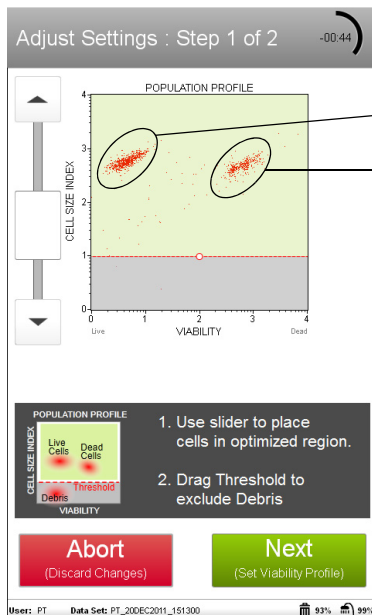 Adjust Settings : Step 1 of 2
-00:44
POPULATION PROFILE
CELL SIZE INDEX
4
3
2
1
0
0 1 2 3 4
Live VIABILITY Dead
POPULATION PROFILE
CELL SIZE INDEX
Live Cells
Dead Cells
Threshold
Debris
VIABILITY
1. Use slider to place
cells in optimized region.
2. Drag Threshold to
exclude Debris
Abort
(Discard Changes)
Next
(Set Viability Profile)
User: PT Data Set: PT_20DEC2011_151300 93% 99%